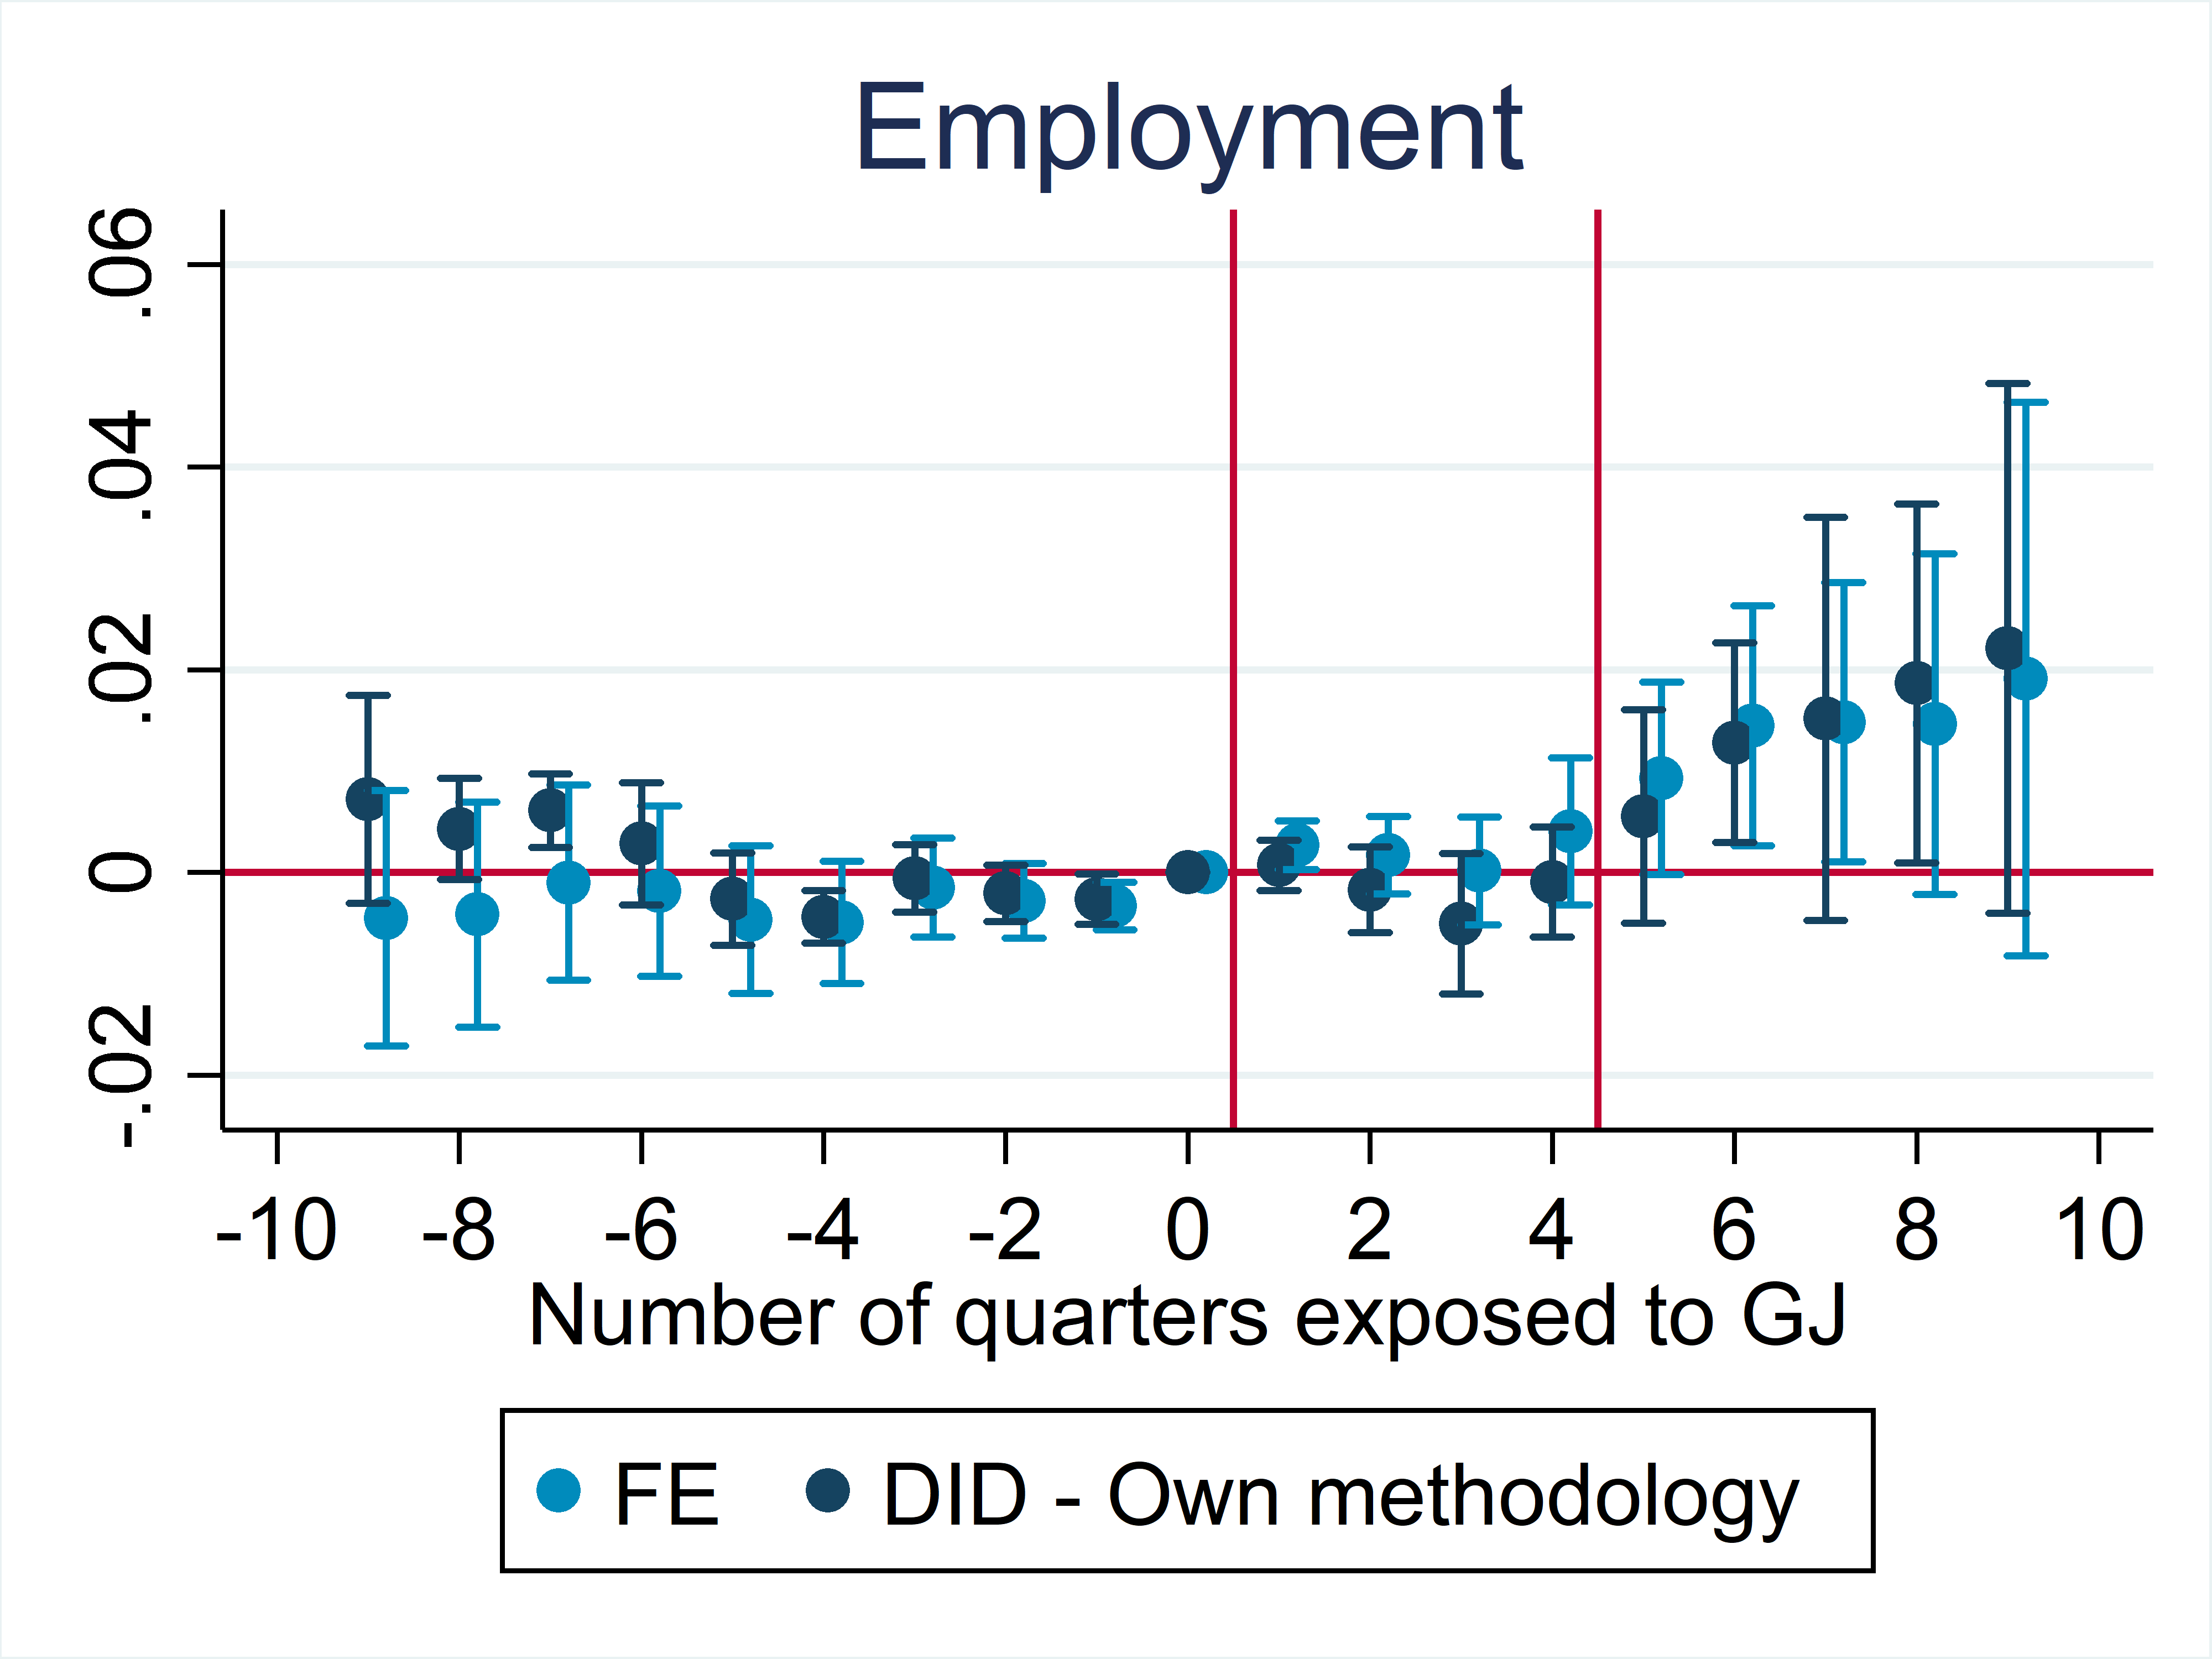 Employment
.06
.04
.02
0
-.02
-10 -8 -6 -4 -2 0 2 4 6 8 10
Number of quarters exposed to GJ
FE DID - Own methodology